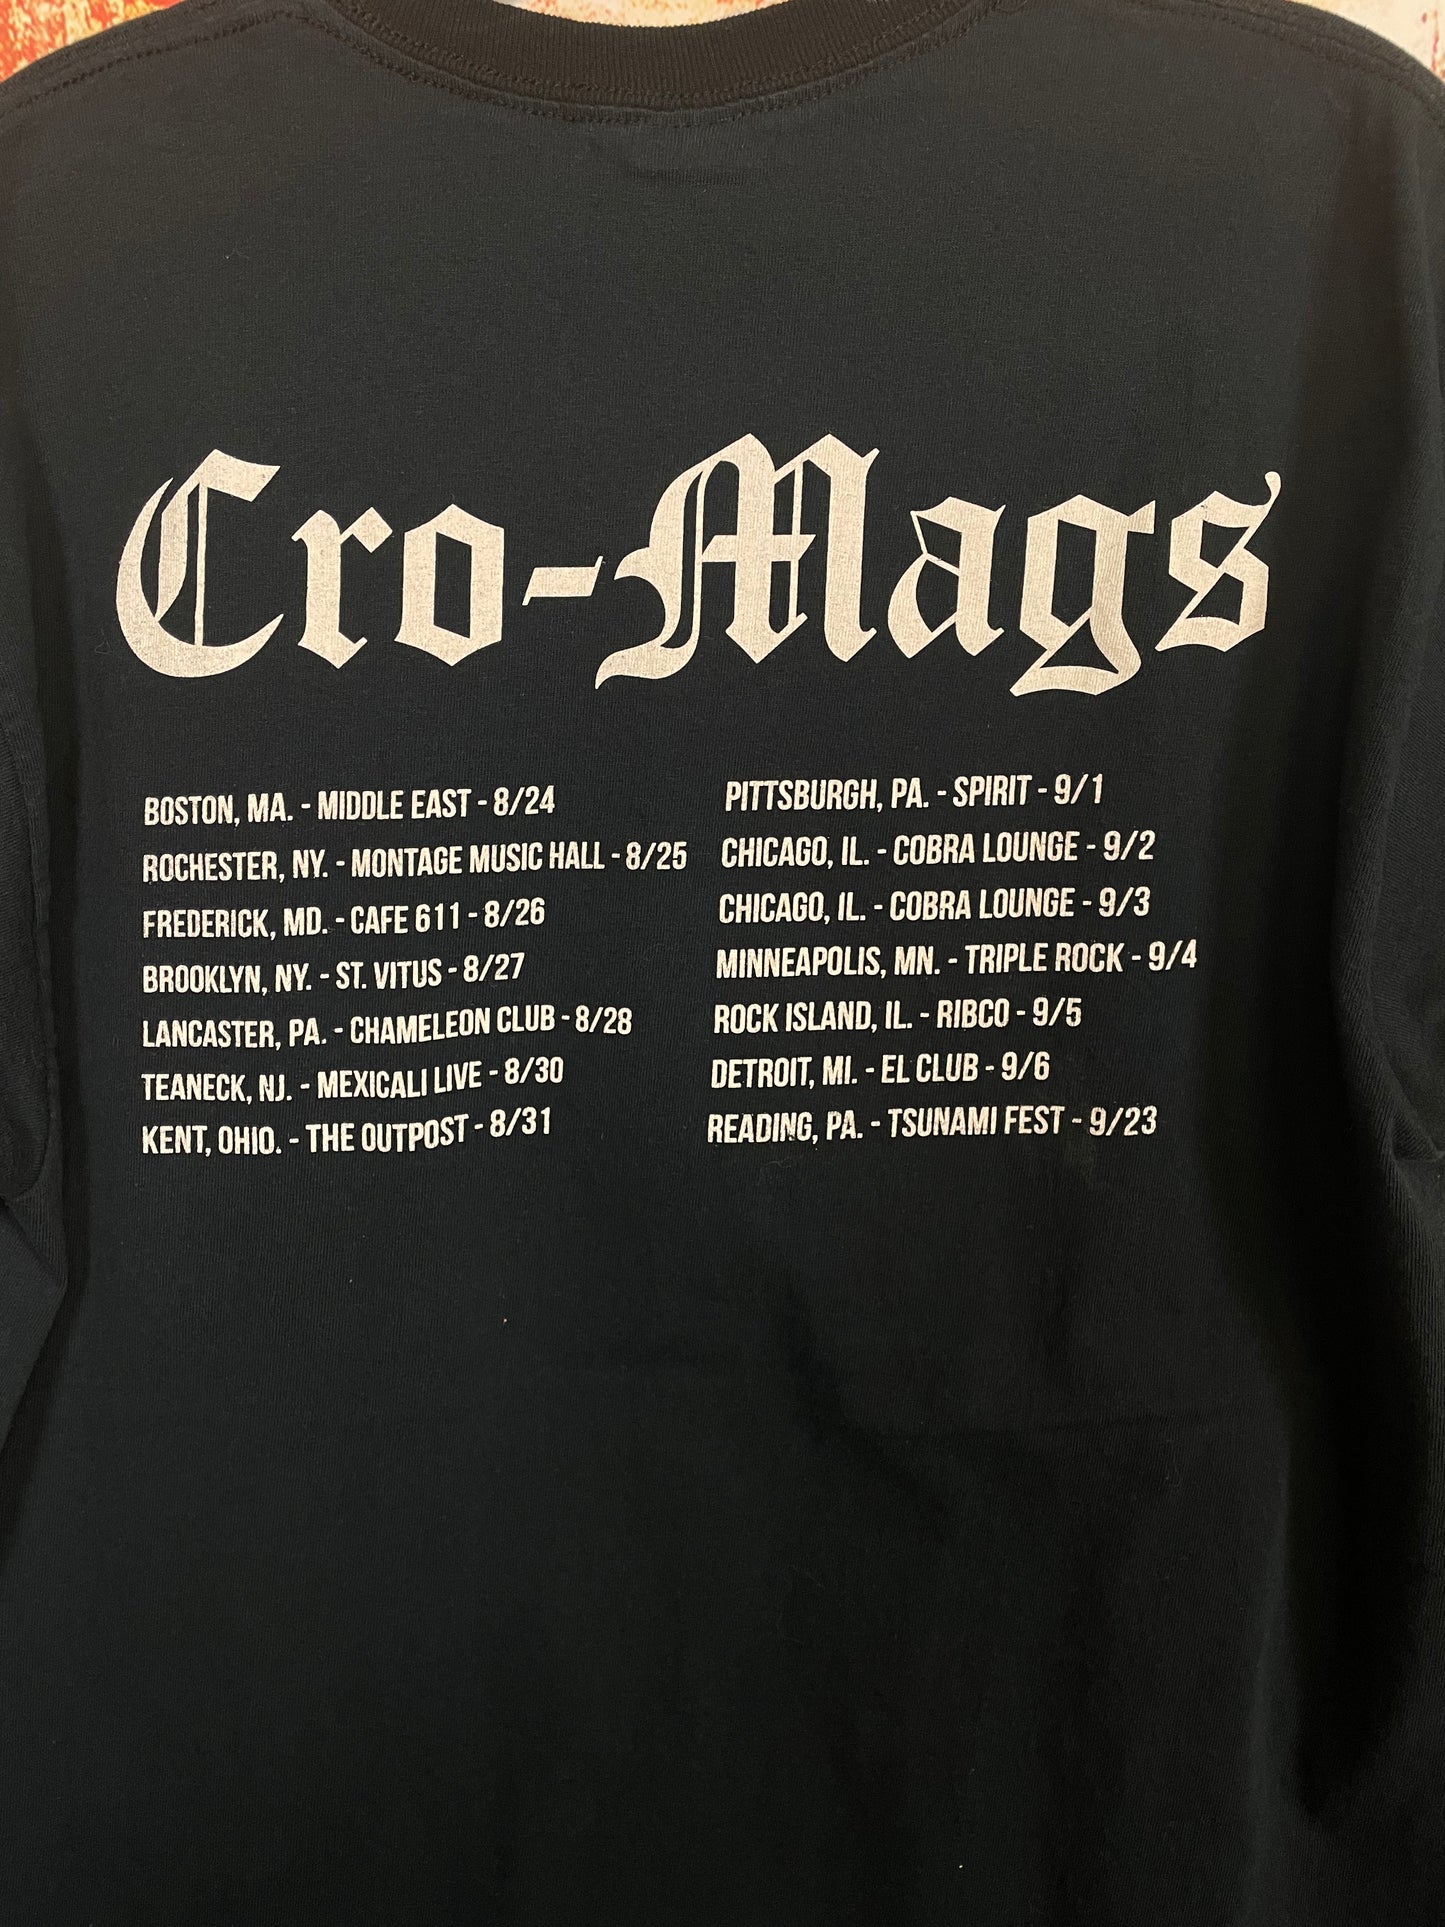 Cro-Mags
BOSTON, MA. - MIDDLE EAST - 8/24
ROCHESTER, NY. - MONTAGE MUSIC HALL - 8/25
FREDERICK, MD. - CAFE 611 - 8/26
BROOKLYN, NY. - ST. VITUS - 8/27
LANCASTER, PA. - CHAMELEON CLUB - 8/28
TEANECK, NJ. - MEXICALI LIVE - 8/30
KENT, OHIO. - THE OUTPOST - 8/31
PITTSBURGH, PA. - SPIRIT - 9/1
CHICAGO, IL. - COBRA LOUNGE - 9/2
CHICAGO, IL. - COBRA LOUNGE - 9/3
MINNEAPOLIS, MN. - TRIPLE ROCK - 9/4
ROCK ISLAND, IL. - RIBCO - 9/5
DETROIT, MI. - EL CLUB - 9/6
READING, PA. - TSUNAMI FEST - 9/23